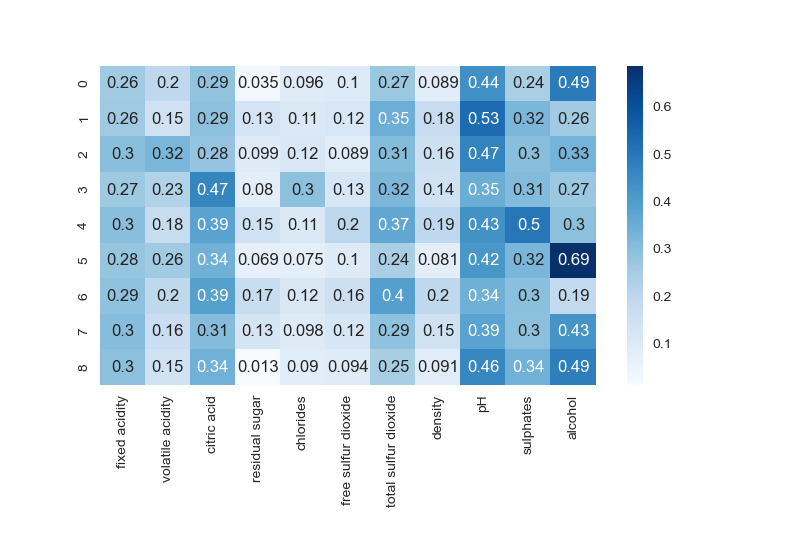 0 0.26 0.2 0.29 0.035 0.096 0.1 0.27 0.089 0.44 0.24 0.49
1 0.26 0.15 0.29 0.13 0.11 0.12 0.35 0.18 0.53 0.32 0.26
2 0.3 0.32 0.28 0.099 0.12 0.089 0.31 0.16 0.47 0.3 0.33
3 0.27 0.23 0.47 0.08 0.3 0.13 0.32 0.14 0.35 0.31 0.27
4 0.3 0.18 0.39 0.15 0.11 0.2 0.37 0.19 0.43 0.5 0.3
5 0.28 0.26 0.34 0.069 0.075 0.1 0.24 0.081 0.42 0.32 0.69
6 0.29 0.2 0.39 0.17 0.12 0.16 0.4 0.2 0.34 0.3 0.19
7 0.3 0.16 0.31 0.13 0.098 0.12 0.29 0.15 0.39 0.3 0.43
8 0.3 0.15 0.34 0.013 0.09 0.094 0.25 0.091 0.46 0.34 0.49
fixed acidity
volatile acidity
citric acid
residual sugar
chlorides
free sulfur dioxide
total sulfur dioxide
density
pH
sulphates
alcohol
0.6
0.5
0.4
0.3
0.2
0.1